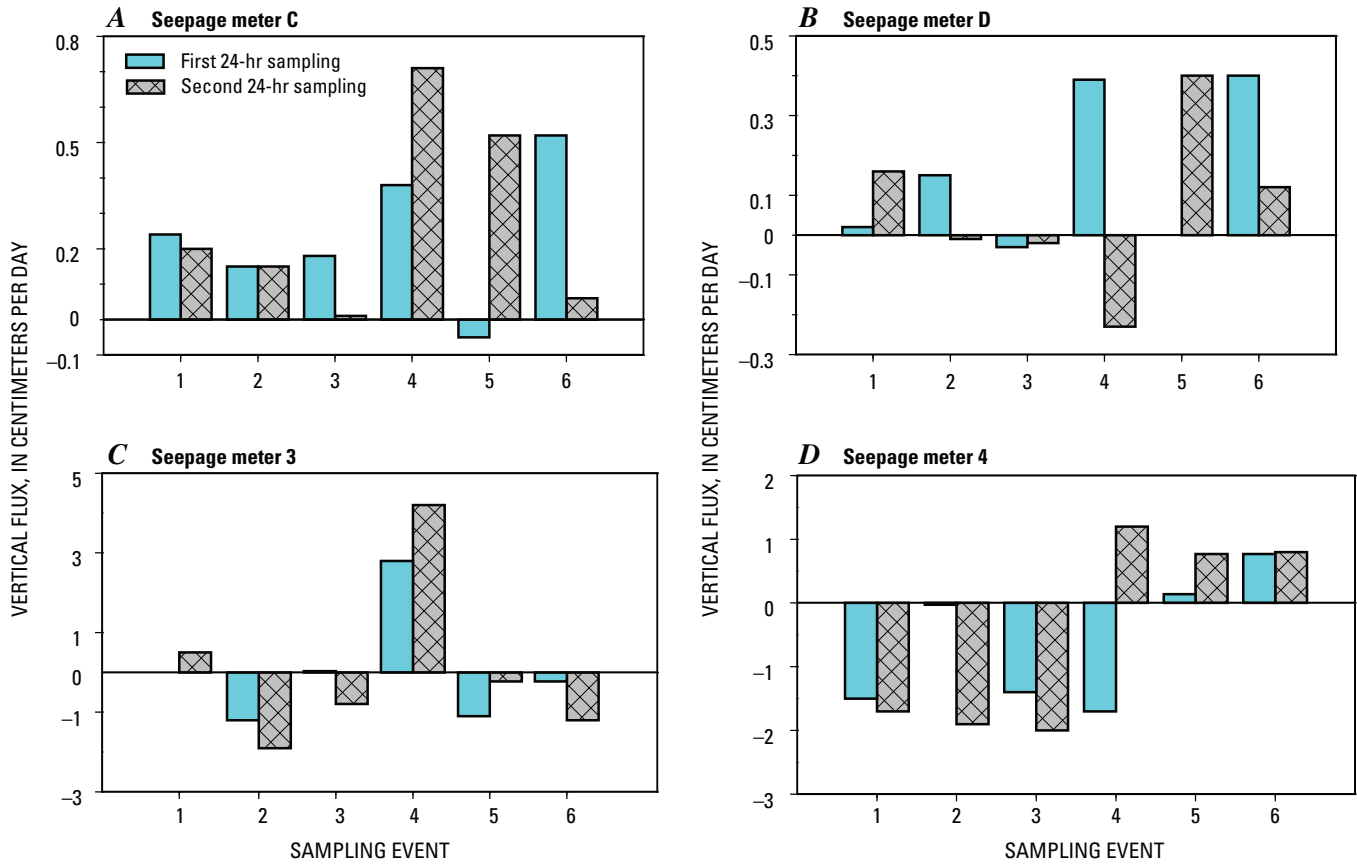 A Seepage meter C
0.8
0.5
0.2
0
−0.1
First 24-hr sampling
Second 24-hr sampling
1 2 3 4 5 6
B Seepage meter D
0.5
0.3
0.1
0
−0.1
−0.3
1 2 3 4 5 6
C Seepage meter 3
5
3
1
0
−1
−3
1 2 3 4 5 6
SAMPLING EVENT
D Seepage meter 4
2
1
0
−1
−2
−3
1 2 3 4 5 6
SAMPLING EVENT
VERTICAL FLUX, IN CENTIMETERS PER DAY
VERTICAL FLUX, IN CENTIMETERS PER DAY